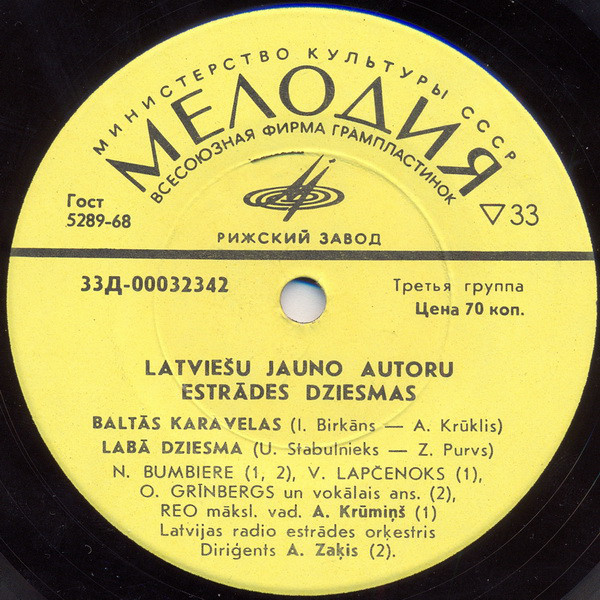 МИНИСТЕРСТВО КУЛЬТУРЫ СССР
МЕЛОДИЯ
ВСЕСОЮЗНАЯ ФИРМА ГРАМПЛАСТИНОК
Гост
5289-68
▽33
РИЖСКИЙ ЗАВОД
33Д-00032342
Третья группа
Цена 70 коп.
LATVIEŠU JAUNO AUTORU
ESTRĀDES DZIESMAS
BALTĀS KARAVELAS (I. Birkāns — A. Krūklis)
LABĀ DZIESMA (U. Stabulnieks — Z. Purvs)
N. BUMBIERE (1, 2), V. LAPČENOKS (1),
O. GRĪNBERGS un vokālais ans. (2),
REO māksl. vad. A. Krūmiņš (1)
Latvijas radio estrādes orķestris
Diriģents A. Zaķis (2).